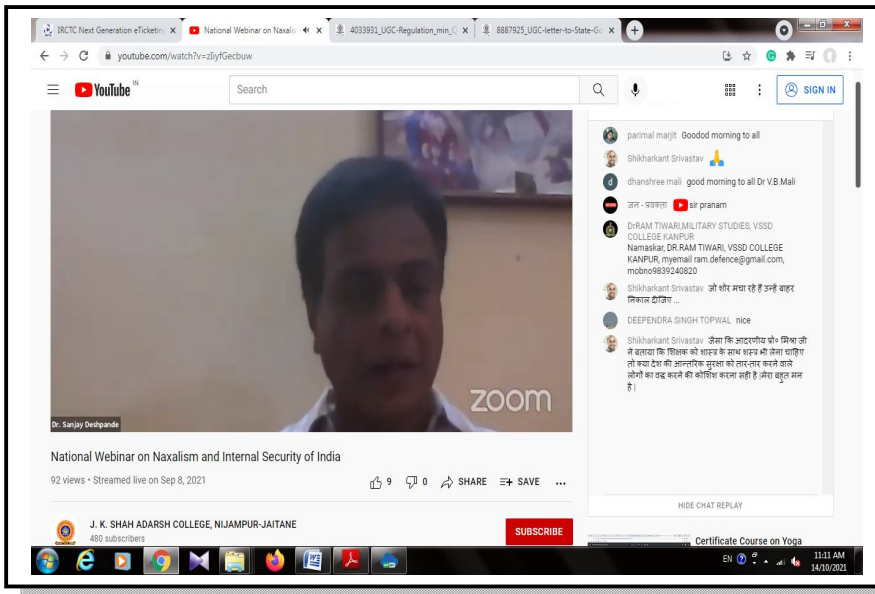 IRCTC Next Generation eTicketing
National Webinar on Naxalis
4033931_UGC-Regulation_min_C
8887925_UGC-letter-to-State-Go
youtube.com/watch?v=zliyfGecbuw
YouTube IN
Search
SIGN IN
parimal marjit Goodod morning to all
Shikharkant Srivastav 🙏
d dhanshree mali good morning to all Dr V.B.Mali
जन - प्रवक्ता sir pranam
DrRAM TIWARI,MILITARY STUDIES, VSSD
COLLEGE KANPUR
Namaskar, DR.RAM TIWARI, VSSD COLLEGE
KANPUR, myemail ram.defence@gmail.com,
mobno9839240820
Shikharkant Srivastav जो शोर मचा रहे हैं उन्हें बाहर
निकाल दीजिए ...
DEEPENDRA SINGH TOPWAL nice
Shikharkant Srivastav जैसा कि आदरणीय प्रो० मिश्रा जी
ने बताया कि शिक्षक को शास्त्र के साथ शस्त्र भी लेना चाहिए
तो क्या देश की आन्तरिक सुरक्षा को तार-तार करने वाले
लोगों का वद्ध करने की कोशिश करना सही है |मेरा बहुत मन
है |
zoom
Dr. Sanjay Deshpande
National Webinar on Naxalism and Internal Security of India
92 views • Streamed live on Sep 8, 2021
9 0 SHARE SAVE ...
HIDE CHAT REPLAY
J. K. SHAH ADARSH COLLEGE, NIJAMPUR-JAITANE
480 subscribers
SUBSCRIBE
Certificate Course on Yoga
EN
11:11 AM
14/10/2021